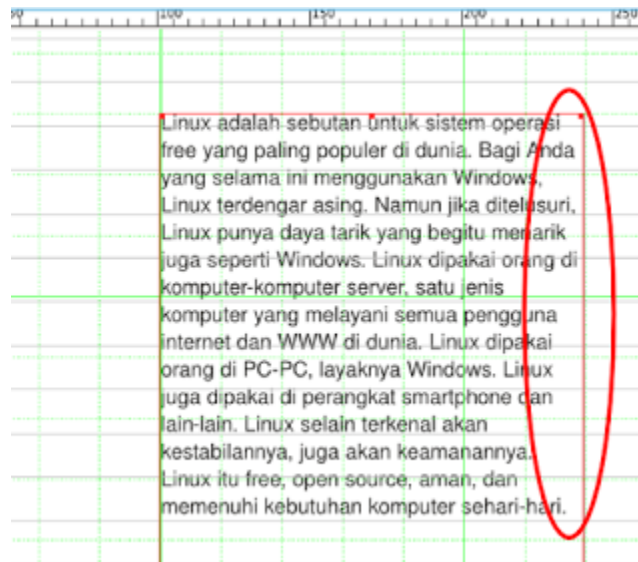 100
150
200
250
Linux adalah sebutan untuk sistem operasi
free yang paling populer di dunia. Bagi Anda
yang selama ini menggunakan Windows,
Linux terdengar asing. Namun jika ditelusuri,
Linux punya daya tarik yang begitu menarik
juga seperti Windows. Linux dipakai orang di
komputer-komputer server, satu jenis
komputer yang melayani semua pengguna
internet dan WWW di dunia. Linux dipakai
orang di PC-PC, layaknya Windows. Linux
juga dipakai di perangkat smartphone dan
lain-lain. Linux selain terkenal akan
kestabilannya, juga akan keamanannya.
Linux itu free, open source, aman, dan
memenuhi kebutuhan komputer sehari-hari.